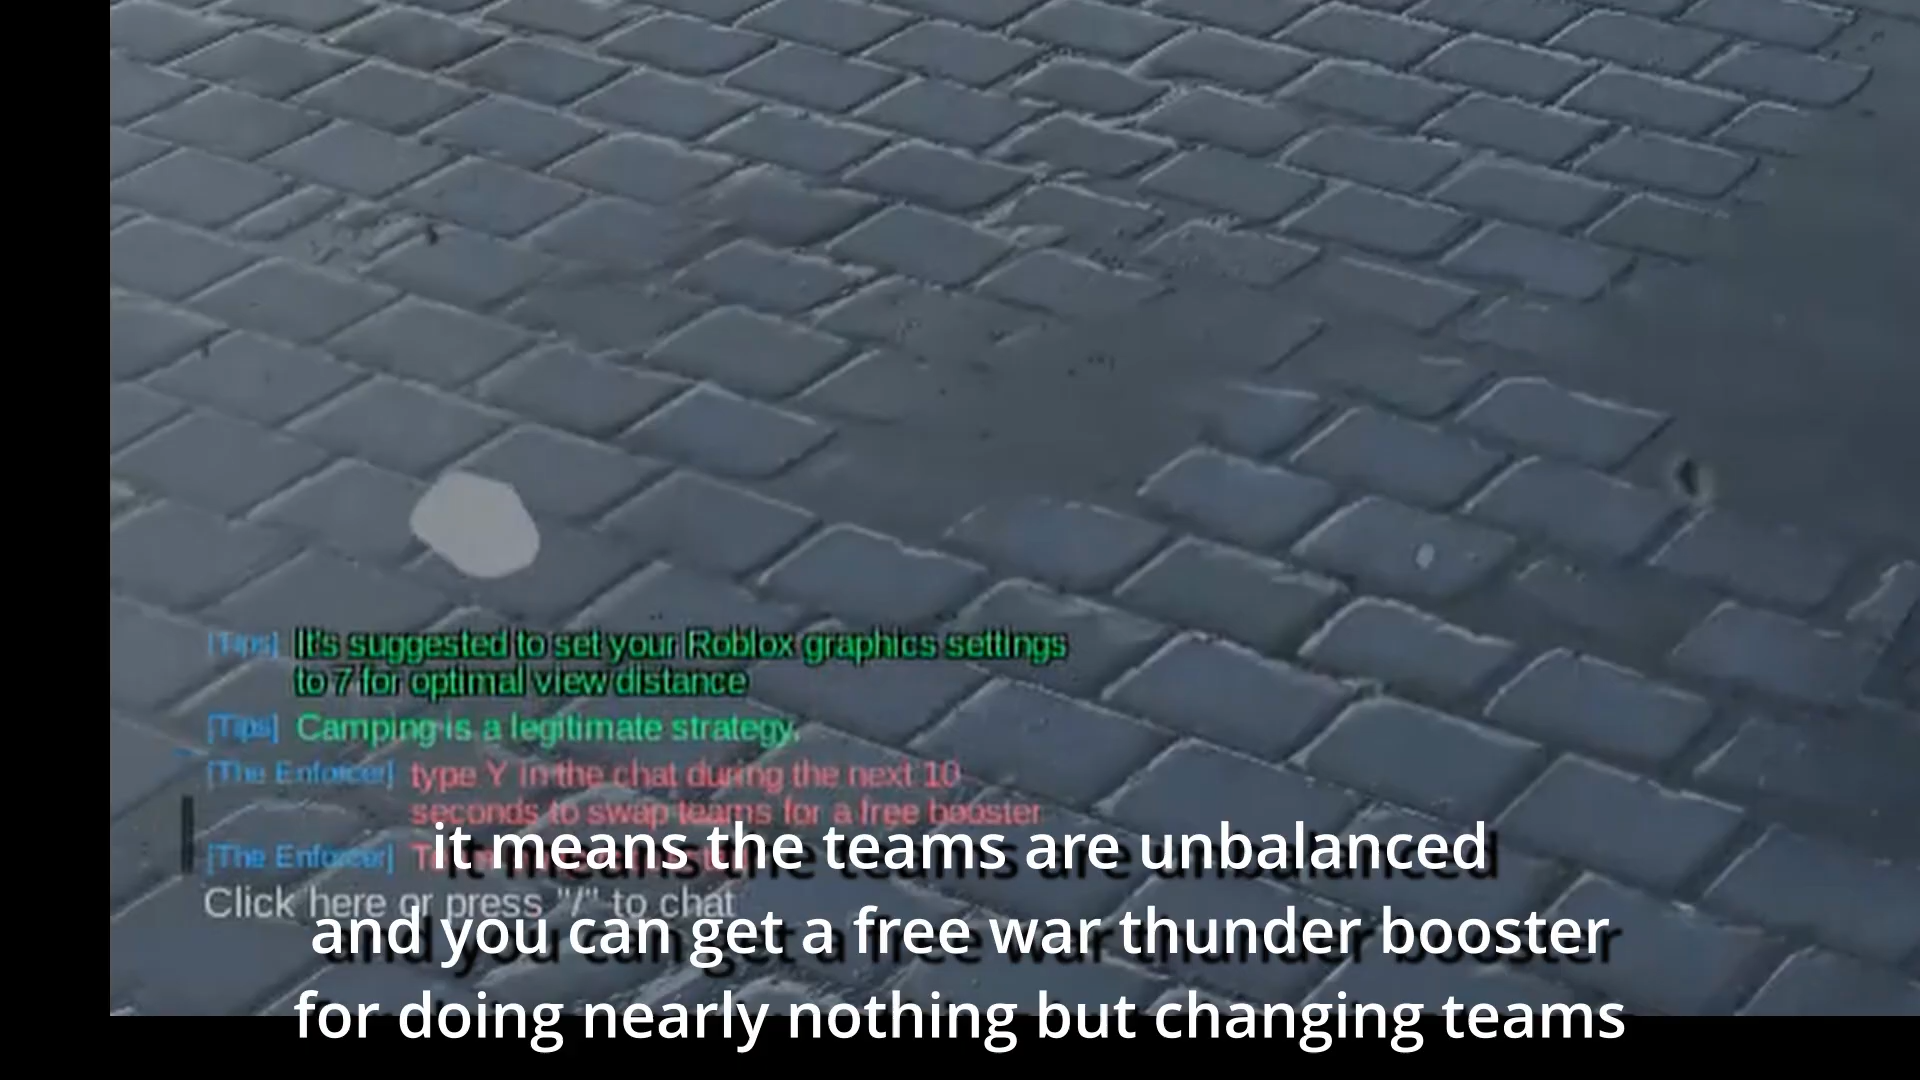 [Tips] It's suggested to set your Roblox graphics settings
to 7 for optimal view distance
[Tips] Camping is a legitimate strategy.
[The Enforcer] type Y in the chat during the next 10
seconds to swap teams for a free booster
[The Enforcer]
Click here or press "/" to chat
it means the teams are unbalanced
and you can get a free war thunder booster
for doing nearly nothing but changing teams